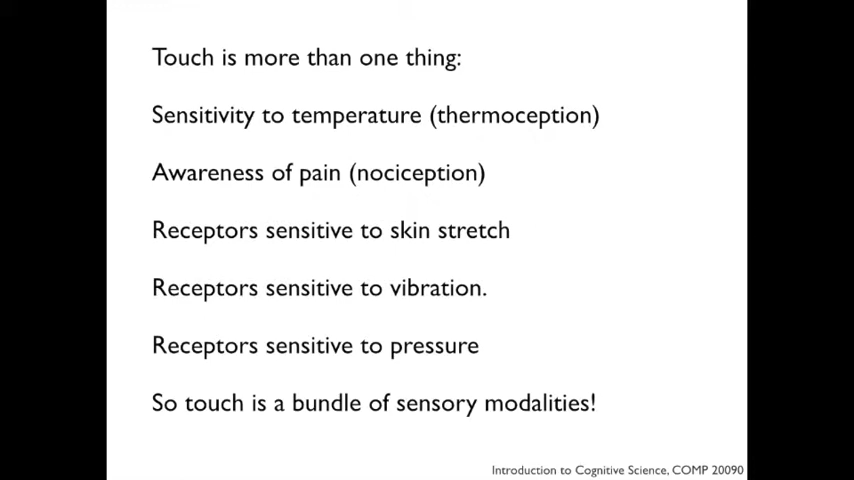 Touch is more than one thing:
Sensitivity to temperature (thermoception)
Awareness of pain (nociception)
Receptors sensitive to skin stretch
Receptors sensitive to vibration.
Receptors sensitive to pressure
So touch is a bundle of sensory modalities!
Introduction to Cognitive Science, COMP 20090